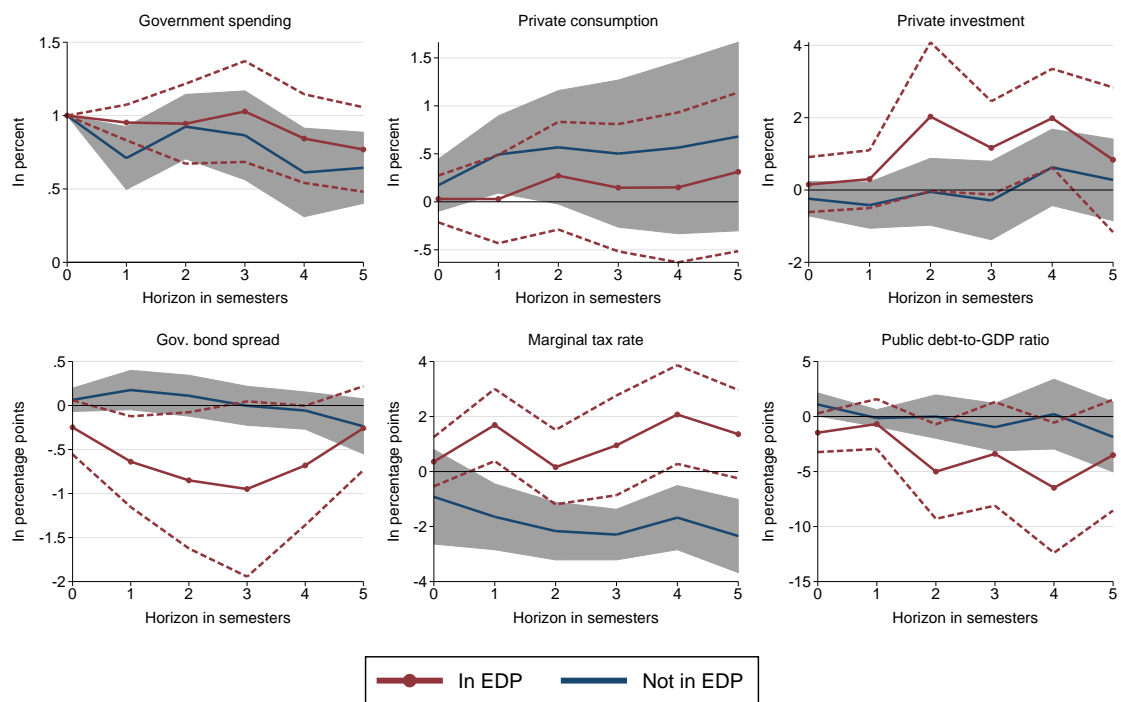 Government spending
In percent
1.5
1
.5
0
0 1 2 3 4 5
Horizon in semesters
Private consumption
In percent
1.5
1
.5
0
-.5
0 1 2 3 4 5
Horizon in semesters
Private investment
In percent
4
2
0
-2
0 1 2 3 4 5
Horizon in semesters
Gov. bond spread
In percentage points
.5
0
-.5
-1
-1.5
-2
0 1 2 3 4 5
Horizon in semesters
Marginal tax rate
In percentage points
4
2
0
-2
-4
0 1 2 3 4 5
Horizon in semesters
Public debt-to-GDP ratio
In percentage points
5
0
-5
-10
-15
0 1 2 3 4 5
Horizon in semesters
In EDP Not in EDP